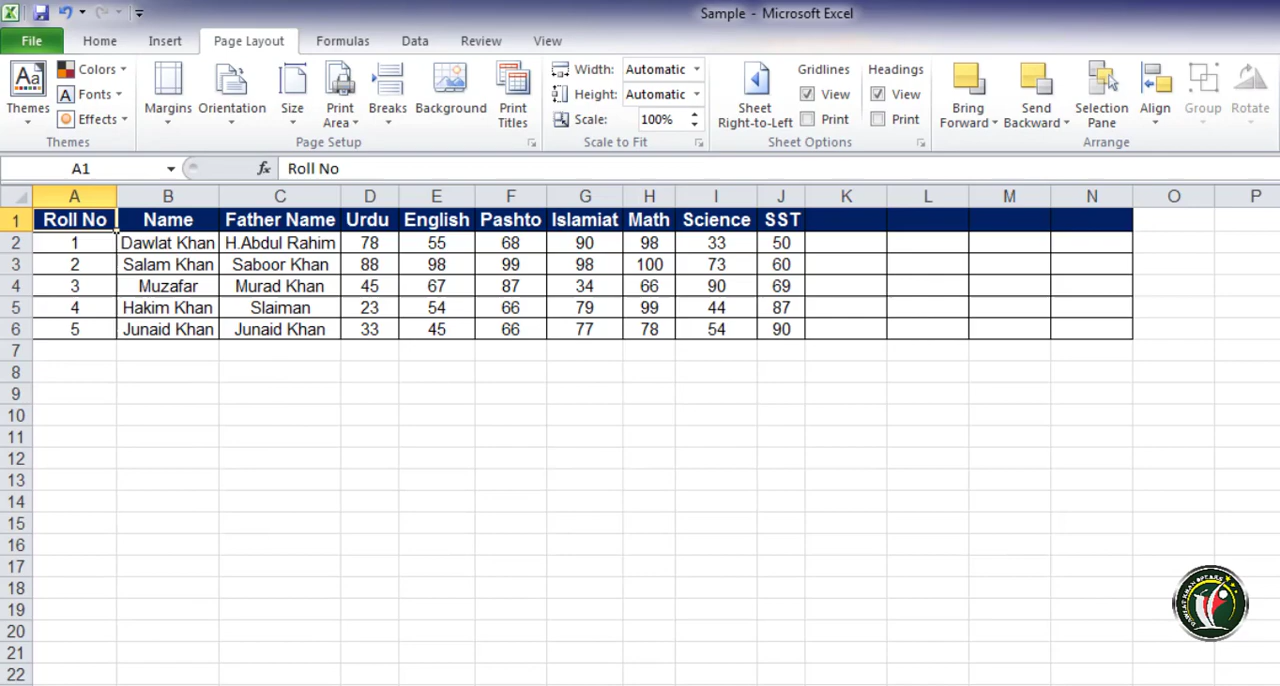 Sample - Microsoft Excel
File Home Insert Page Layout Formulas Data Review View
Colors Width: Automatic Gridlines Headings
Fonts Height: Automatic View View
Themes Effects Margins Orientation Size Print Area Breaks Background Print Titles Scale: 100% Sheet Right-to-Left Print Print Bring Forward Send Backward Selection Pane Align Group Rotate
Themes Page Setup Scale to Fit Sheet Options Arrange
A1 fx Roll No
A B C D E F G H I J K L M N O P
1 Roll No Name Father Name Urdu English Pashto Islamiat Math Science SST
2 1 Dawlat Khan H.Abdul Rahim 78 55 68 90 98 33 50
3 2 Salam Khan Saboor Khan 88 98 99 98 100 73 60
4 3 Muzafar Murad Khan 45 67 87 34 66 90 69
5 4 Hakim Khan Slaiman 23 54 66 79 99 44 87
6 5 Junaid Khan Junaid Khan 33 45 66 77 78 54 90
7
8
9
10
11
12
13
14
15
16
17
18
19
20
21
22